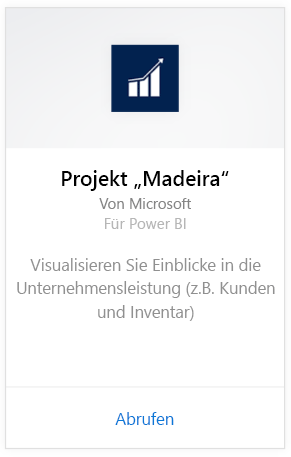 Projekt „Madeira“
Von Microsoft
Für Power BI
Visualisieren Sie Einblicke in die
Unternehmensleistung (z.B. Kunden
und Inventar)
Abrufen